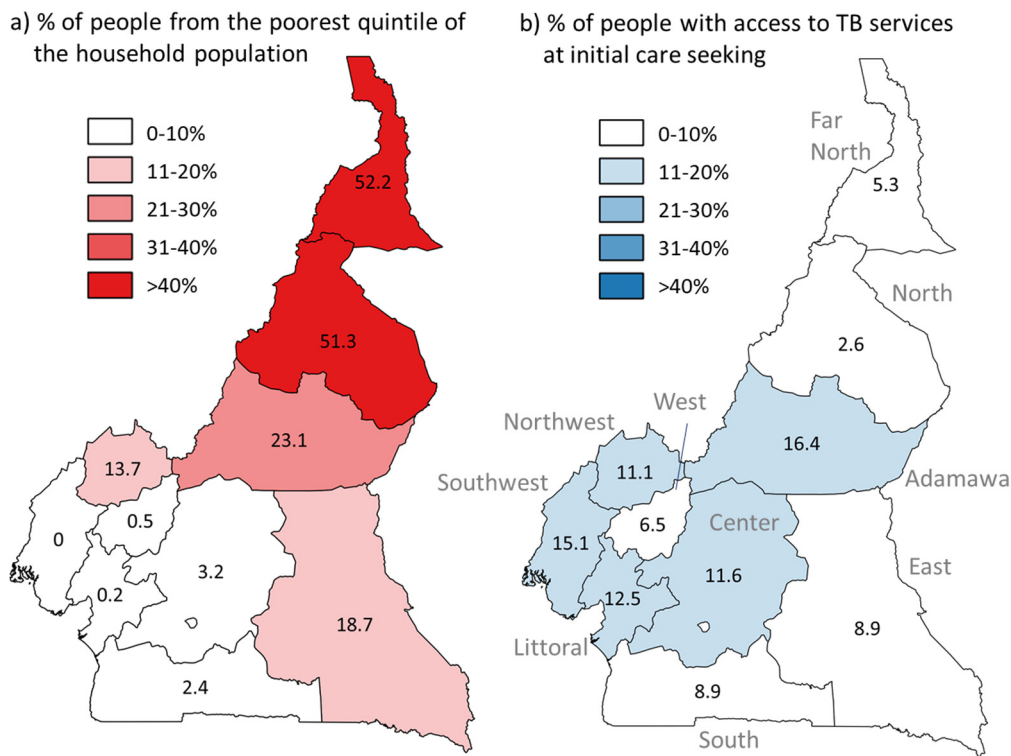 a) % of people from the poorest quintile of
the household population
0-10%
11-20%
21-30%
31-40%
>40%
52.2
51.3
23.1
13.7
0.5
0
3.2
0.2
18.7
2.4
b) % of people with access to TB services
at initial care seeking
0-10%
11-20%
21-30%
31-40%
>40%
Far
North
5.3
North
2.6
West
Northwest
16.4
11.1
Southwest
Adamawa
6.5
Center
15.1
East
11.6
12.5
8.9
Littoral
8.9
South